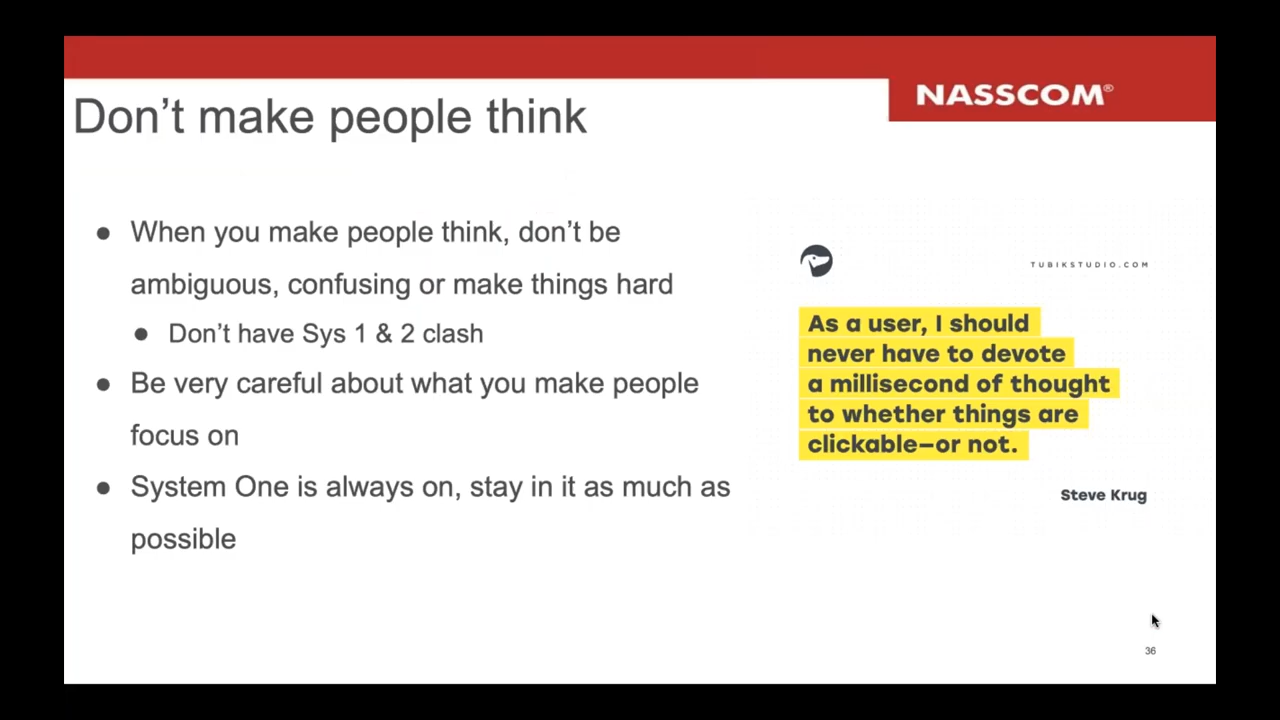 NASSCOM®
Don't make people think
● When you make people think, don't be
ambiguous, confusing or make things hard
● Don't have Sys 1 & 2 clash
● Be very careful about what you make people
focus on
● System One is always on, stay in it as much as
possible
TUBIKSTUDIO.COM
As a user, I should
never have to devote
a millisecond of thought
to whether things are
clickable—or not.
Steve Krug
36